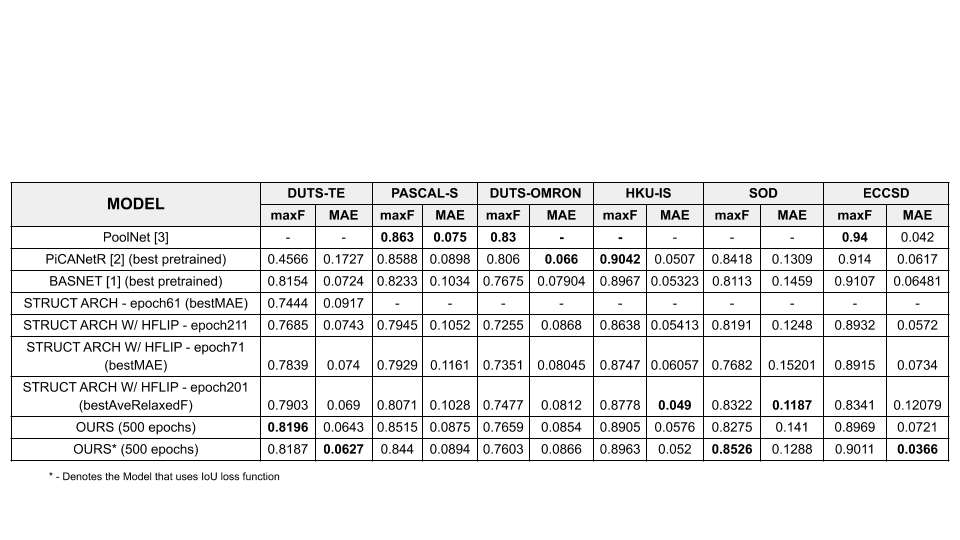 MODEL DUTS-TE PASCAL-S DUTS-OMRON HKU-IS SOD ECCSD
maxF MAE maxF MAE maxF MAE maxF MAE maxF MAE maxF MAE
PoolNet [3] - - 0.863 0.075 0.83 - - - - - 0.94 0.042
PiCANetR [2] (best pretrained) 0.4566 0.1727 0.8588 0.0898 0.806 0.066 0.9042 0.0507 0.8418 0.1309 0.914 0.0617
BASNET [1] (best pretrained) 0.8154 0.0724 0.8233 0.1034 0.7675 0.07904 0.8967 0.05323 0.8113 0.1459 0.9107 0.06481
STRUCT ARCH - epoch61 (bestMAE) 0.7444 0.0917 - - - - - - - - - -
STRUCT ARCH W/ HFLIP - epoch211 0.7685 0.0743 0.7945 0.1052 0.7255 0.0868 0.8638 0.05413 0.8191 0.1248 0.8932 0.0572
STRUCT ARCH W/ HFLIP - epoch71
(bestMAE) 0.7839 0.074 0.7929 0.1161 0.7351 0.08045 0.8747 0.06057 0.7682 0.15201 0.8915 0.0734
STRUCT ARCH W/ HFLIP - epoch201
(bestAveRelaxedF) 0.7903 0.069 0.8071 0.1028 0.7477 0.0812 0.8778 0.049 0.8322 0.1187 0.8341 0.12079
OURS (500 epochs) 0.8196 0.0643 0.8515 0.0875 0.7659 0.0854 0.8905 0.0576 0.8275 0.141 0.8969 0.0721
OURS* (500 epochs) 0.8187 0.0627 0.844 0.0894 0.7603 0.0866 0.8963 0.052 0.8526 0.1288 0.9011 0.0366
* - Denotes the Model that uses IoU loss function